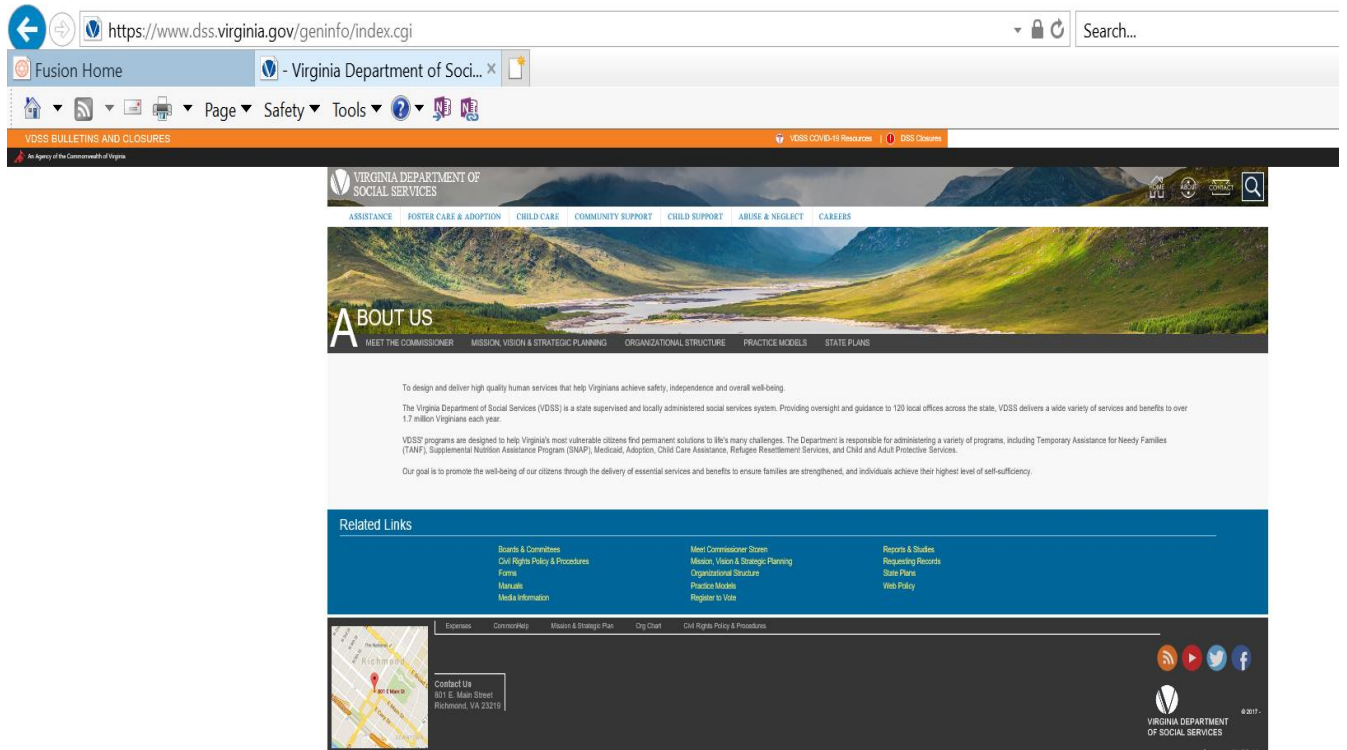 https://www.dss.virginia.gov/geninfo/index.cgi
Search...
Fusion Home
- Virginia Department of Soci...
Page
Safety
Tools
VDSS BULLETINS AND CLOSURES
VDSS COVID-19 Resources | DSS Closures
An Agency of the Commonwealth of Virginia
VIRGINIA DEPARTMENT OF
SOCIAL SERVICES
HOME ABOUT CONTACT
ASSISTANCE FOSTER CARE & ADOPTION CHILD CARE COMMUNITY SUPPORT CHILD SUPPORT ABUSE & NEGLECT CAREERS
ABOUT US
MEET THE COMMISSIONER MISSION, VISION & STRATEGIC PLANNING ORGANIZATIONAL STRUCTURE PRACTICE MODELS STATE PLANS
To design and deliver high quality human services that help Virginians achieve safety, independence and overall well-being.
The Virginia Department of Social Services (VDSS) is a state supervised and locally administered social services system. Providing oversight and guidance to 120 local offices across the state, VDSS delivers a wide variety of services and benefits to over
1.7 million Virginians each year.
VDSS' programs are designed to help Virginia's most vulnerable citizens find permanent solutions to life's many challenges. The Department is responsible for administering a variety of programs, including Temporary Assistance for Needy Families
(TANF), Supplemental Nutrition Assistance Program (SNAP), Medicaid, Adoption, Child Care Assistance, Refugee Resettlement Services, and Child and Adult Protective Services.
Our goal is to promote the well-being of our citizens through the delivery of essential services and benefits to ensure families are strengthened, and individuals achieve their highest level of self-sufficiency.
Related Links
Boards & Committees
Civil Rights Policy & Procedures
Forms
Manuals
Media Information
Meet Commissioner Storen
Mission, Vision & Strategic Planning
Organizational Structure
Practice Models
Register to Vote
Reports & Studies
Requesting Records
State Plans
Web Policy
Expenses CommonHelp Mission & Strategic Plan Org Chart Civil Rights Policy & Procedures
Richmond
801 E Main St
Contact Us
801 E. Main Street
Richmond, VA 23219
VIRGINIA DEPARTMENT
OF SOCIAL SERVICES
© 2017 -